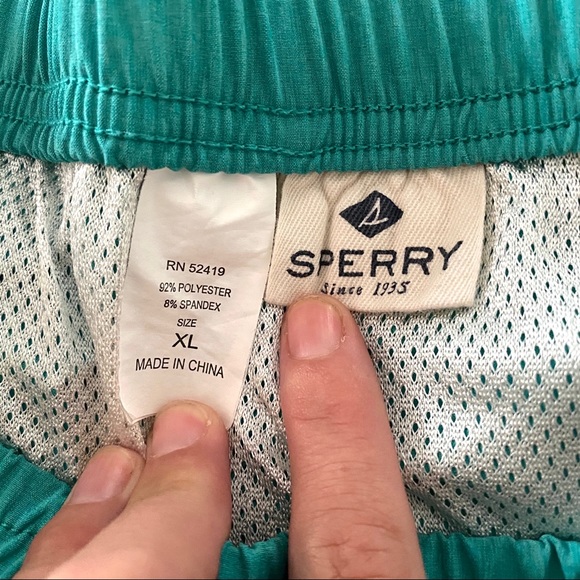 RN 52419
92% POLYESTER
8% SPANDEX
SIZE
XL
MADE IN CHINA
SPERRY
Since 1935